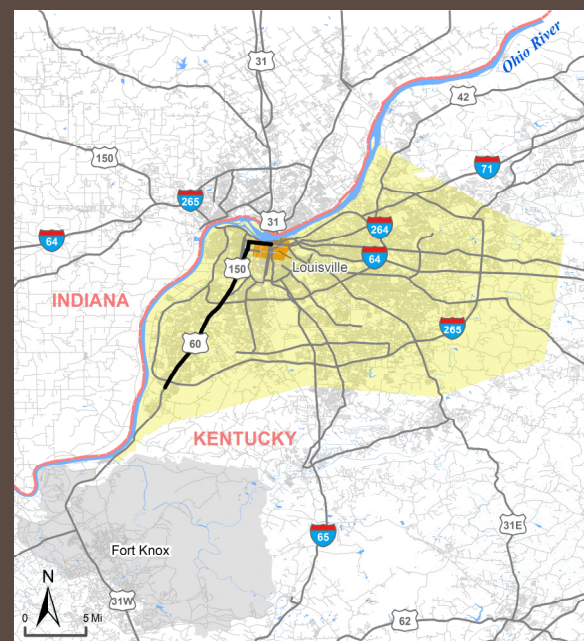 Ohio River
31
42
150
71
265
31
264
64
64
Louisville
150
INDIANA
265
60
KENTUCKY
31E
65
Fort Knox
N
31W
62
0 5 Mi